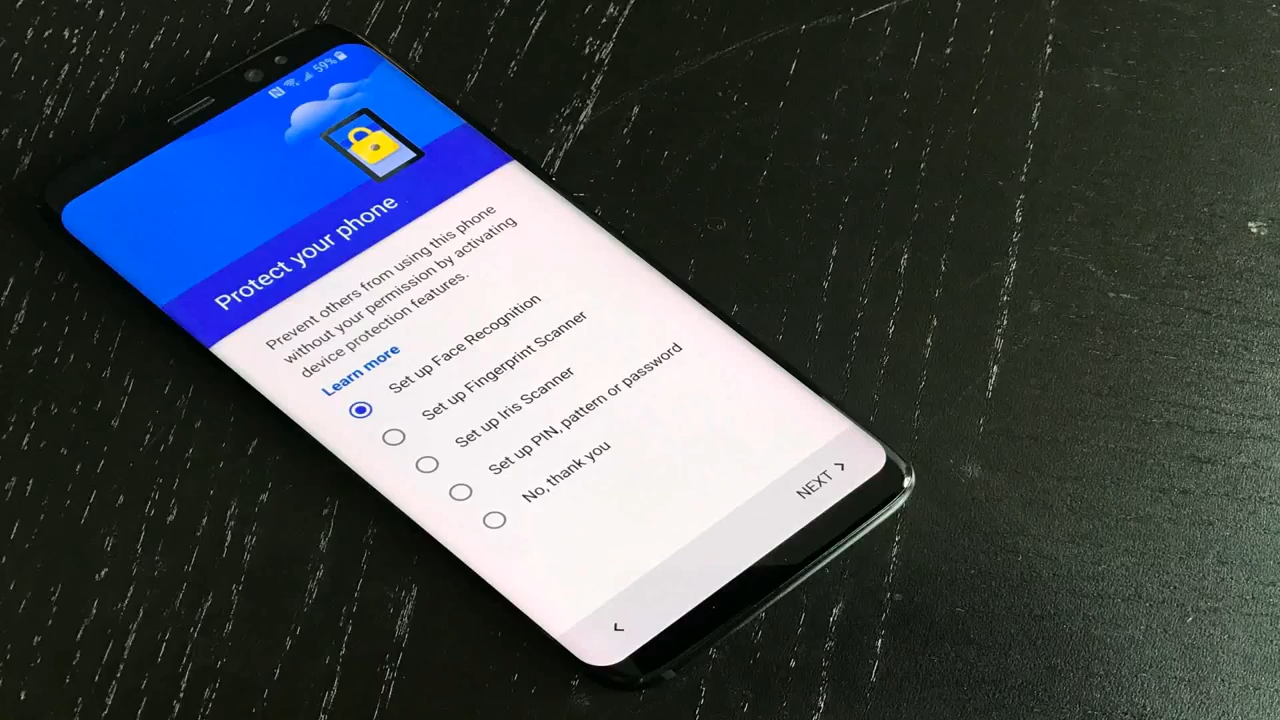 59%
Protect your phone
Prevent others from using this phone
without your permission by activating
device protection features.
Learn more
Set up Face Recognition
Set up Fingerprint Scanner
Set up Iris Scanner
Set up PIN, pattern or password
No, thank you
NEXT >
<